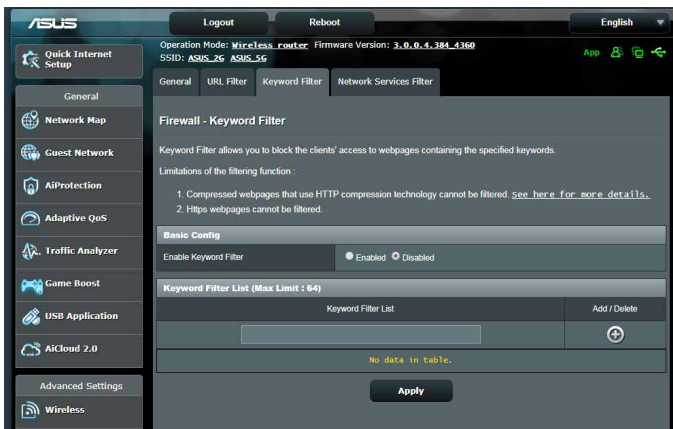 ASUS
Logout
Reboot
English
Quick Internet
Setup
General
Network Map
Guest Network
AiProtection
Adaptive QoS
Traffic Analyzer
Game Boost
USB Application
AiCloud 2.0
Advanced Settings
Wireless
Operation Mode: Wireless router Firmware Version: 3.0.0.4.384_4360
SSID: ASUS_2G ASUS_5G
App
General
URL Filter
Keyword Filter
Network Services Filter
Firewall - Keyword Filter
Keyword Filter allows you to block the clients' access to webpages containing the specified keywords.
Limitations of the filtering function :
1. Compressed webpages that use HTTP compression technology cannot be filtered. See here for more details.
2. Https webpages cannot be filtered.
Basic Config
Enable Keyword Filter
Enabled Disabled
Keyword Filter List (Max Limit : 64)
Keyword Filter List
Add / Delete
No data in table.
Apply